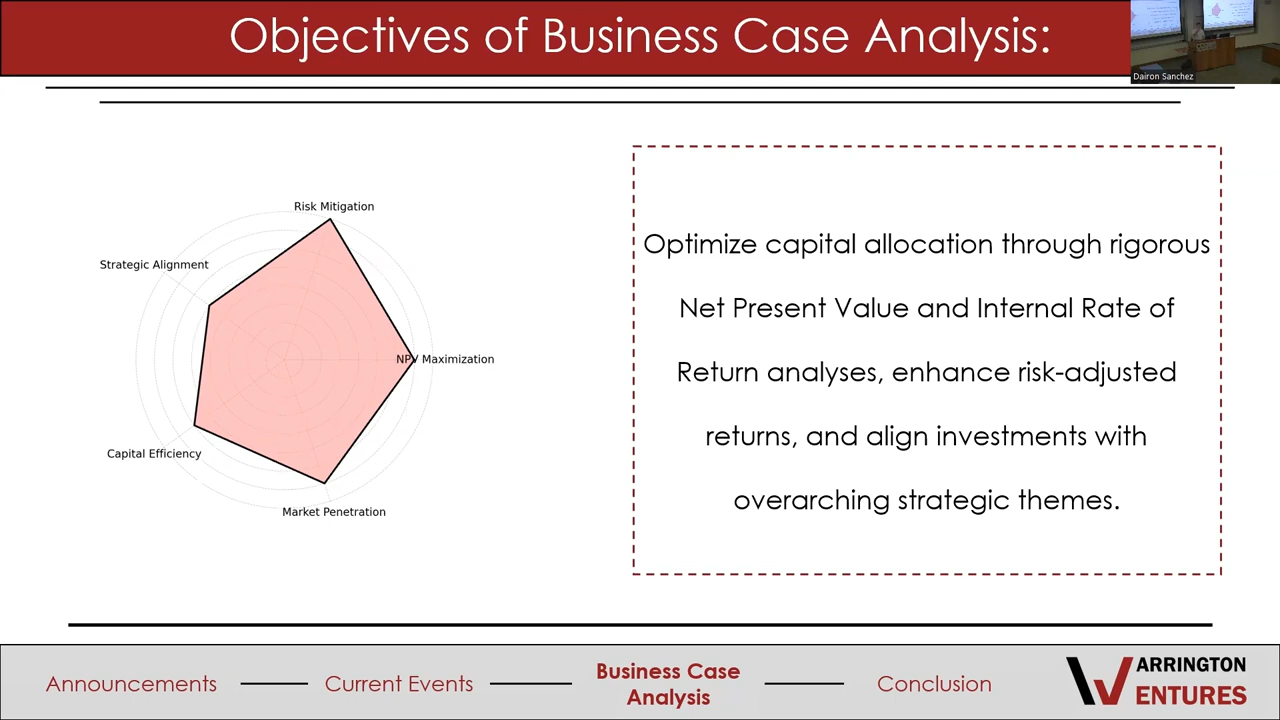 Objectives of Business Case Analysis:
Dairon Sanchez
Risk Mitigation
Strategic Alignment
NPV Maximization
Capital Efficiency
Market Penetration
Optimize capital allocation through rigorous
Net Present Value and Internal Rate of
Return analyses, enhance risk-adjusted
returns, and align investments with
overarching strategic themes.
Announcements
Current Events
Business Case
Analysis
Conclusion
WARRINGTON
VENTURES